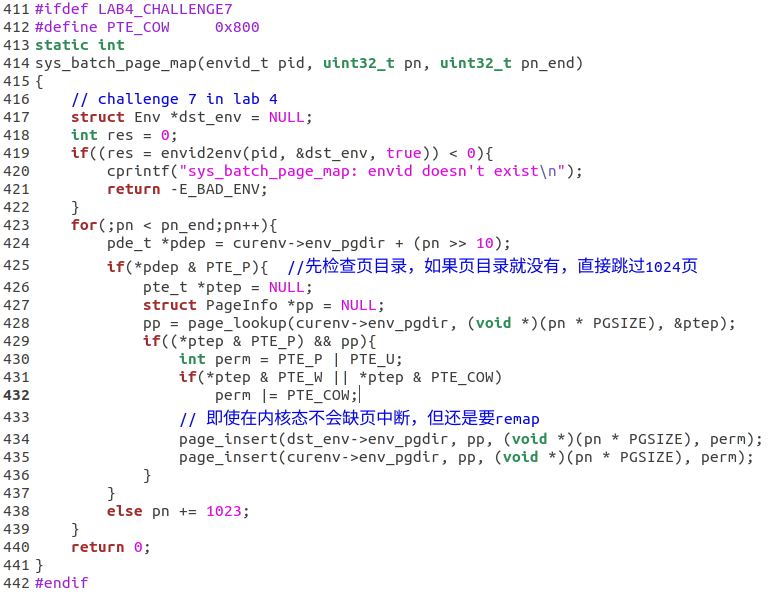 411 #ifdef LAB4_CHALLENGE7
412 #define PTE_COW     0x800
413 static int
414 sys_batch_page_map(envid_t pid, uint32_t pn, uint32_t pn_end)
415 {
416     // challenge 7 in lab 4
417     struct Env *dst_env = NULL;
418     int res = 0;
419     if((res = envid2env(pid, &dst_env, true)) < 0){
420         cprintf("sys_batch_page_map: envid doesn't exist\n");
421         return -E_BAD_ENV;
422     }
423     for(;pn < pn_end;pn++){
424         pde_t *pdep = curenv->env_pgdir + (pn >> 10);
425         if(*pdep & PTE_P){  //先检查页目录，如果页目录就没有，直接跳过1024页
426             pte_t *ptep = NULL;
427             struct PageInfo *pp = NULL;
428             pp = page_lookup(curenv->env_pgdir, (void *)(pn * PGSIZE), &ptep);
429             if((*ptep & PTE_P) && pp){
430                 int perm = PTE_P | PTE_U;
431                 if(*ptep & PTE_W || *ptep & PTE_COW)
432                     perm |= PTE_COW;
433                 // 即使在内核态不会缺页中断，但还是要remap
434                 page_insert(dst_env->env_pgdir, pp, (void *)(pn * PGSIZE), perm);
435                 page_insert(curenv->env_pgdir, pp, (void *)(pn * PGSIZE), perm);
436             }
437         }
438         else pn += 1023;
439     }
440     return 0;
441 }
442 #endif